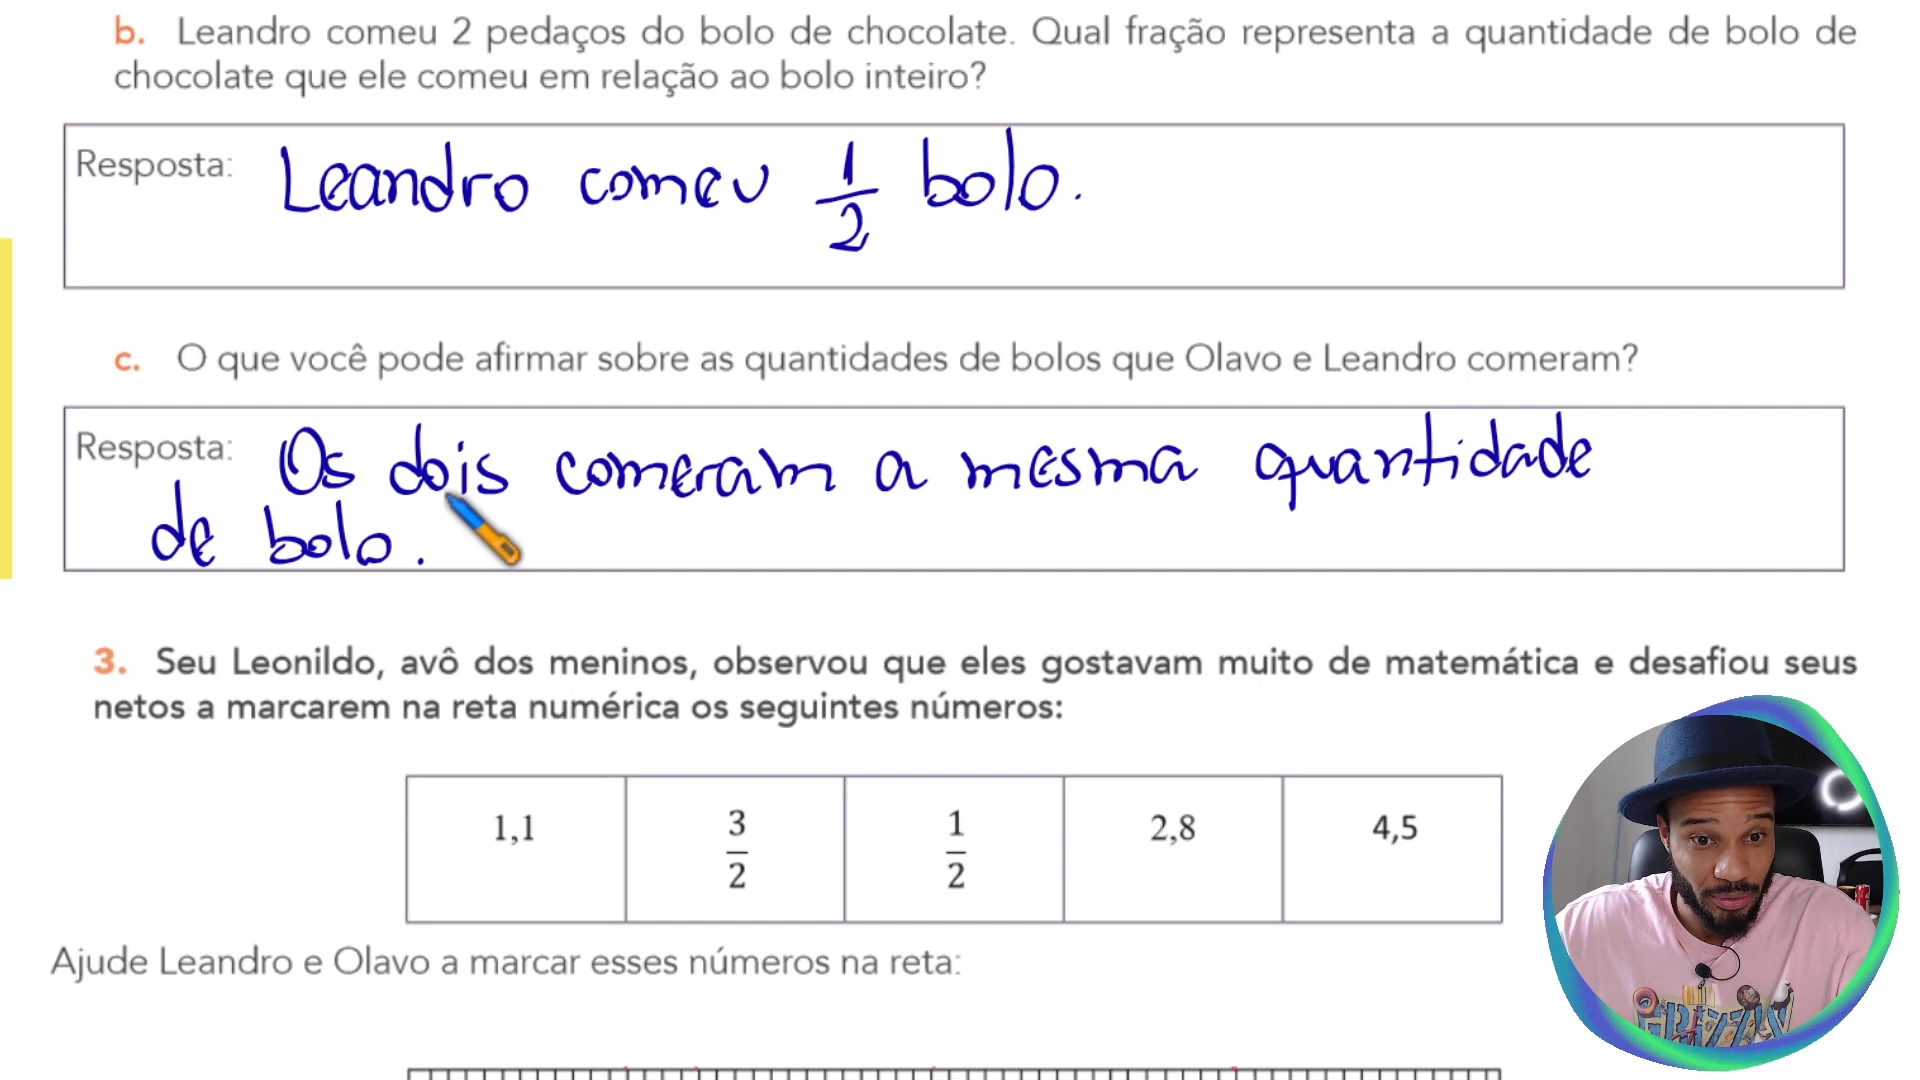 b. Leandro comeu 2 pedaços do bolo de chocolate. Qual fração representa a quantidade de bolo de
chocolate que ele comeu em relação ao bolo inteiro?
Resposta: Leandro comeu 1/2 bolo.
c. O que você pode afirmar sobre as quantidades de bolos que Olavo e Leandro comeram?
Resposta: Os dois comeram a mesma quantidade
de bolo.
3. Seu Leonildo, avô dos meninos, observou que eles gostavam muito de matemática e desafiou seus
netos a marcarem na reta numérica os seguintes números:
1,1 3/2 1/2 2,8 4,5
Ajude Leandro e Olavo a marcar esses números na reta:
GRIZZLY